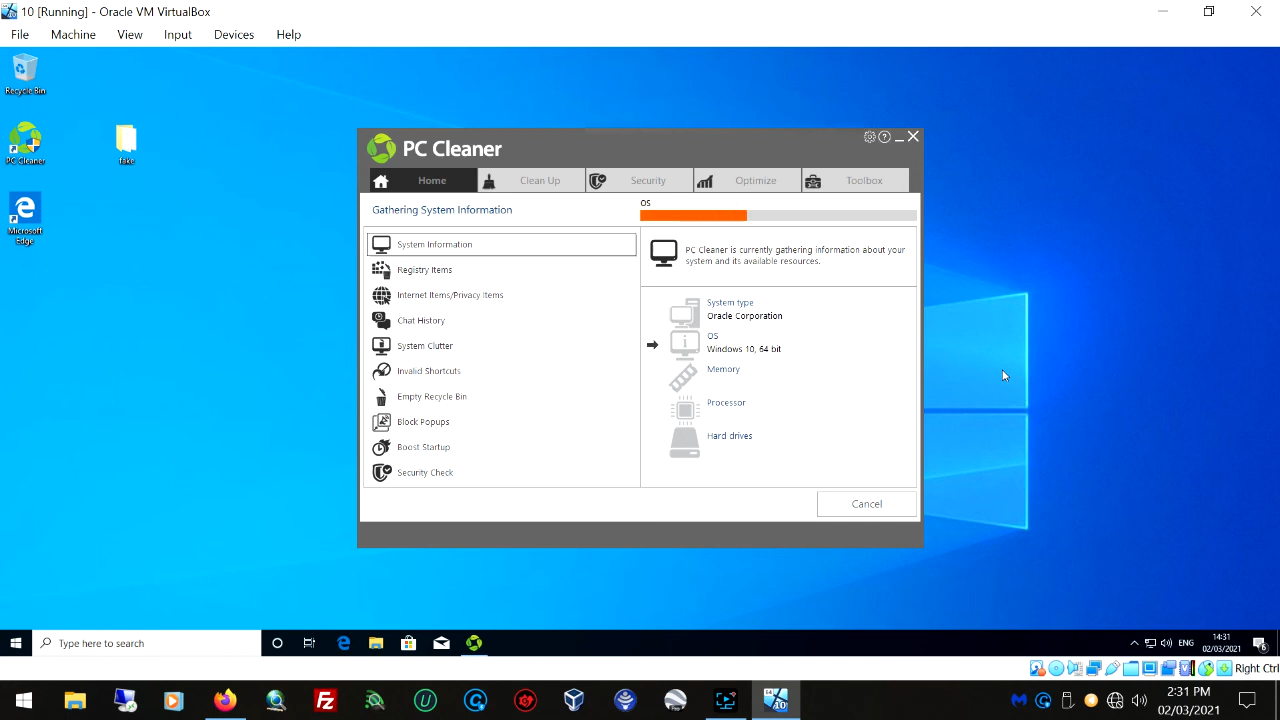 10 [Running] - Oracle VM VirtualBox
File Machine View Input Devices Help
Recycle Bin
PC Cleaner
fake
Microsoft
Edge
PC Cleaner
Home Clean Up Security Optimize Toolbox
Gathering System Information
OS
System Information
Registry Items
Internet Items/Privacy Items
Chat History
System Clutter
Invalid Shortcuts
Empty Recycle Bin
Block Popups
Boost Startup
Security Check
PC Cleaner is currently gathering information about your
system and its available resources.
System type
Oracle Corporation
OS
Windows 10, 64 bit
Memory
Processor
Hard drives
Cancel
Type here to search
ENG
14:31
02/03/2021
Right Ctrl
2:31 PM
02/03/2021